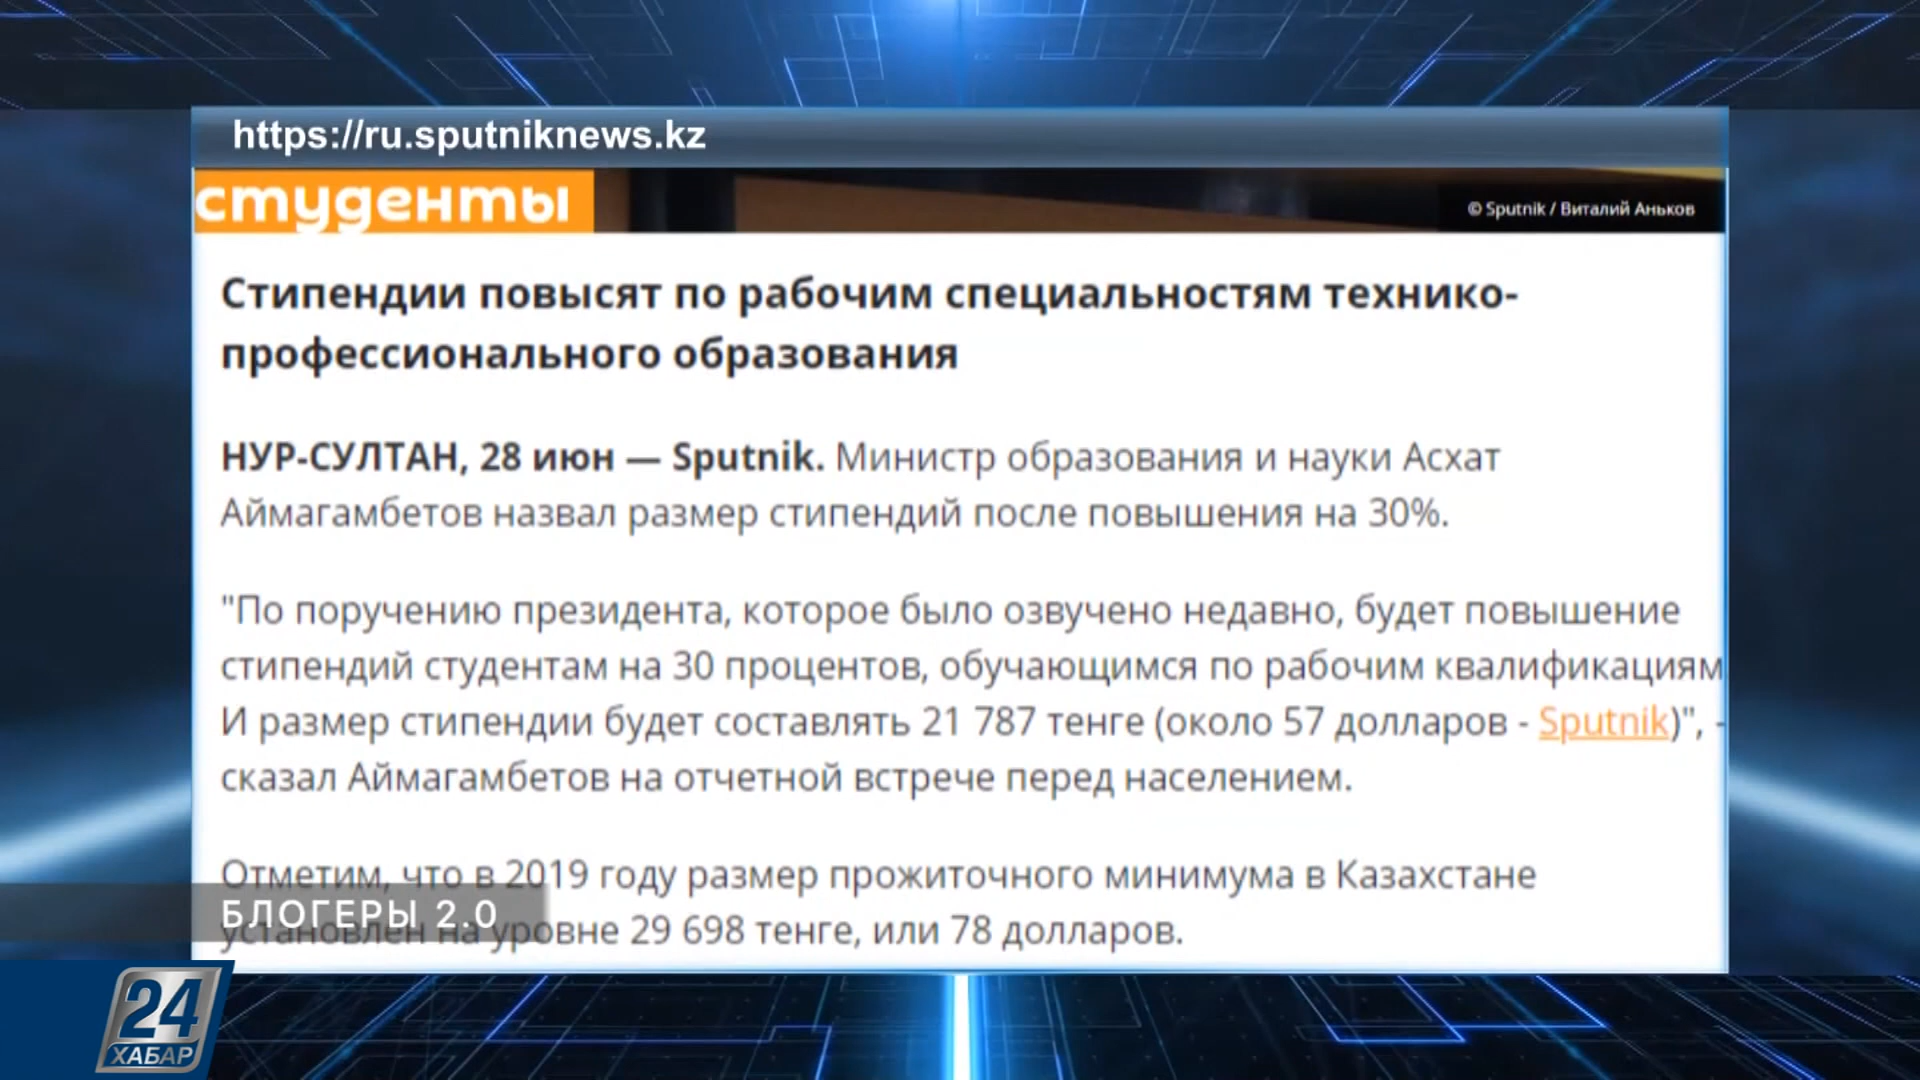 https://ru.sputniknews.kz
студенты
© Sputnik / Виталий Аньков
Стипендии повысят по рабочим специальностям технико-
профессионального образования
НУР-СУЛТАН, 28 июн — Sputnik. Министр образования и науки Асхат
Аймагамбетов назвал размер стипендий после повышения на 30%.
"По поручению президента, которое было озвучено недавно, будет повышение
стипендий студентам на 30 процентов, обучающимся по рабочим квалификациям
И размер стипендии будет составлять 21 787 тенге (около 57 долларов - Sputnik)", -
сказал Аймагамбетов на отчетной встрече перед населением.
Отметим, что в 2019 году размер прожиточного минимума в Казахстане
установлен на уровне 29 698 тенге, или 78 долларов.
БЛОГЕРЫ 2.0
24
ХАБАР